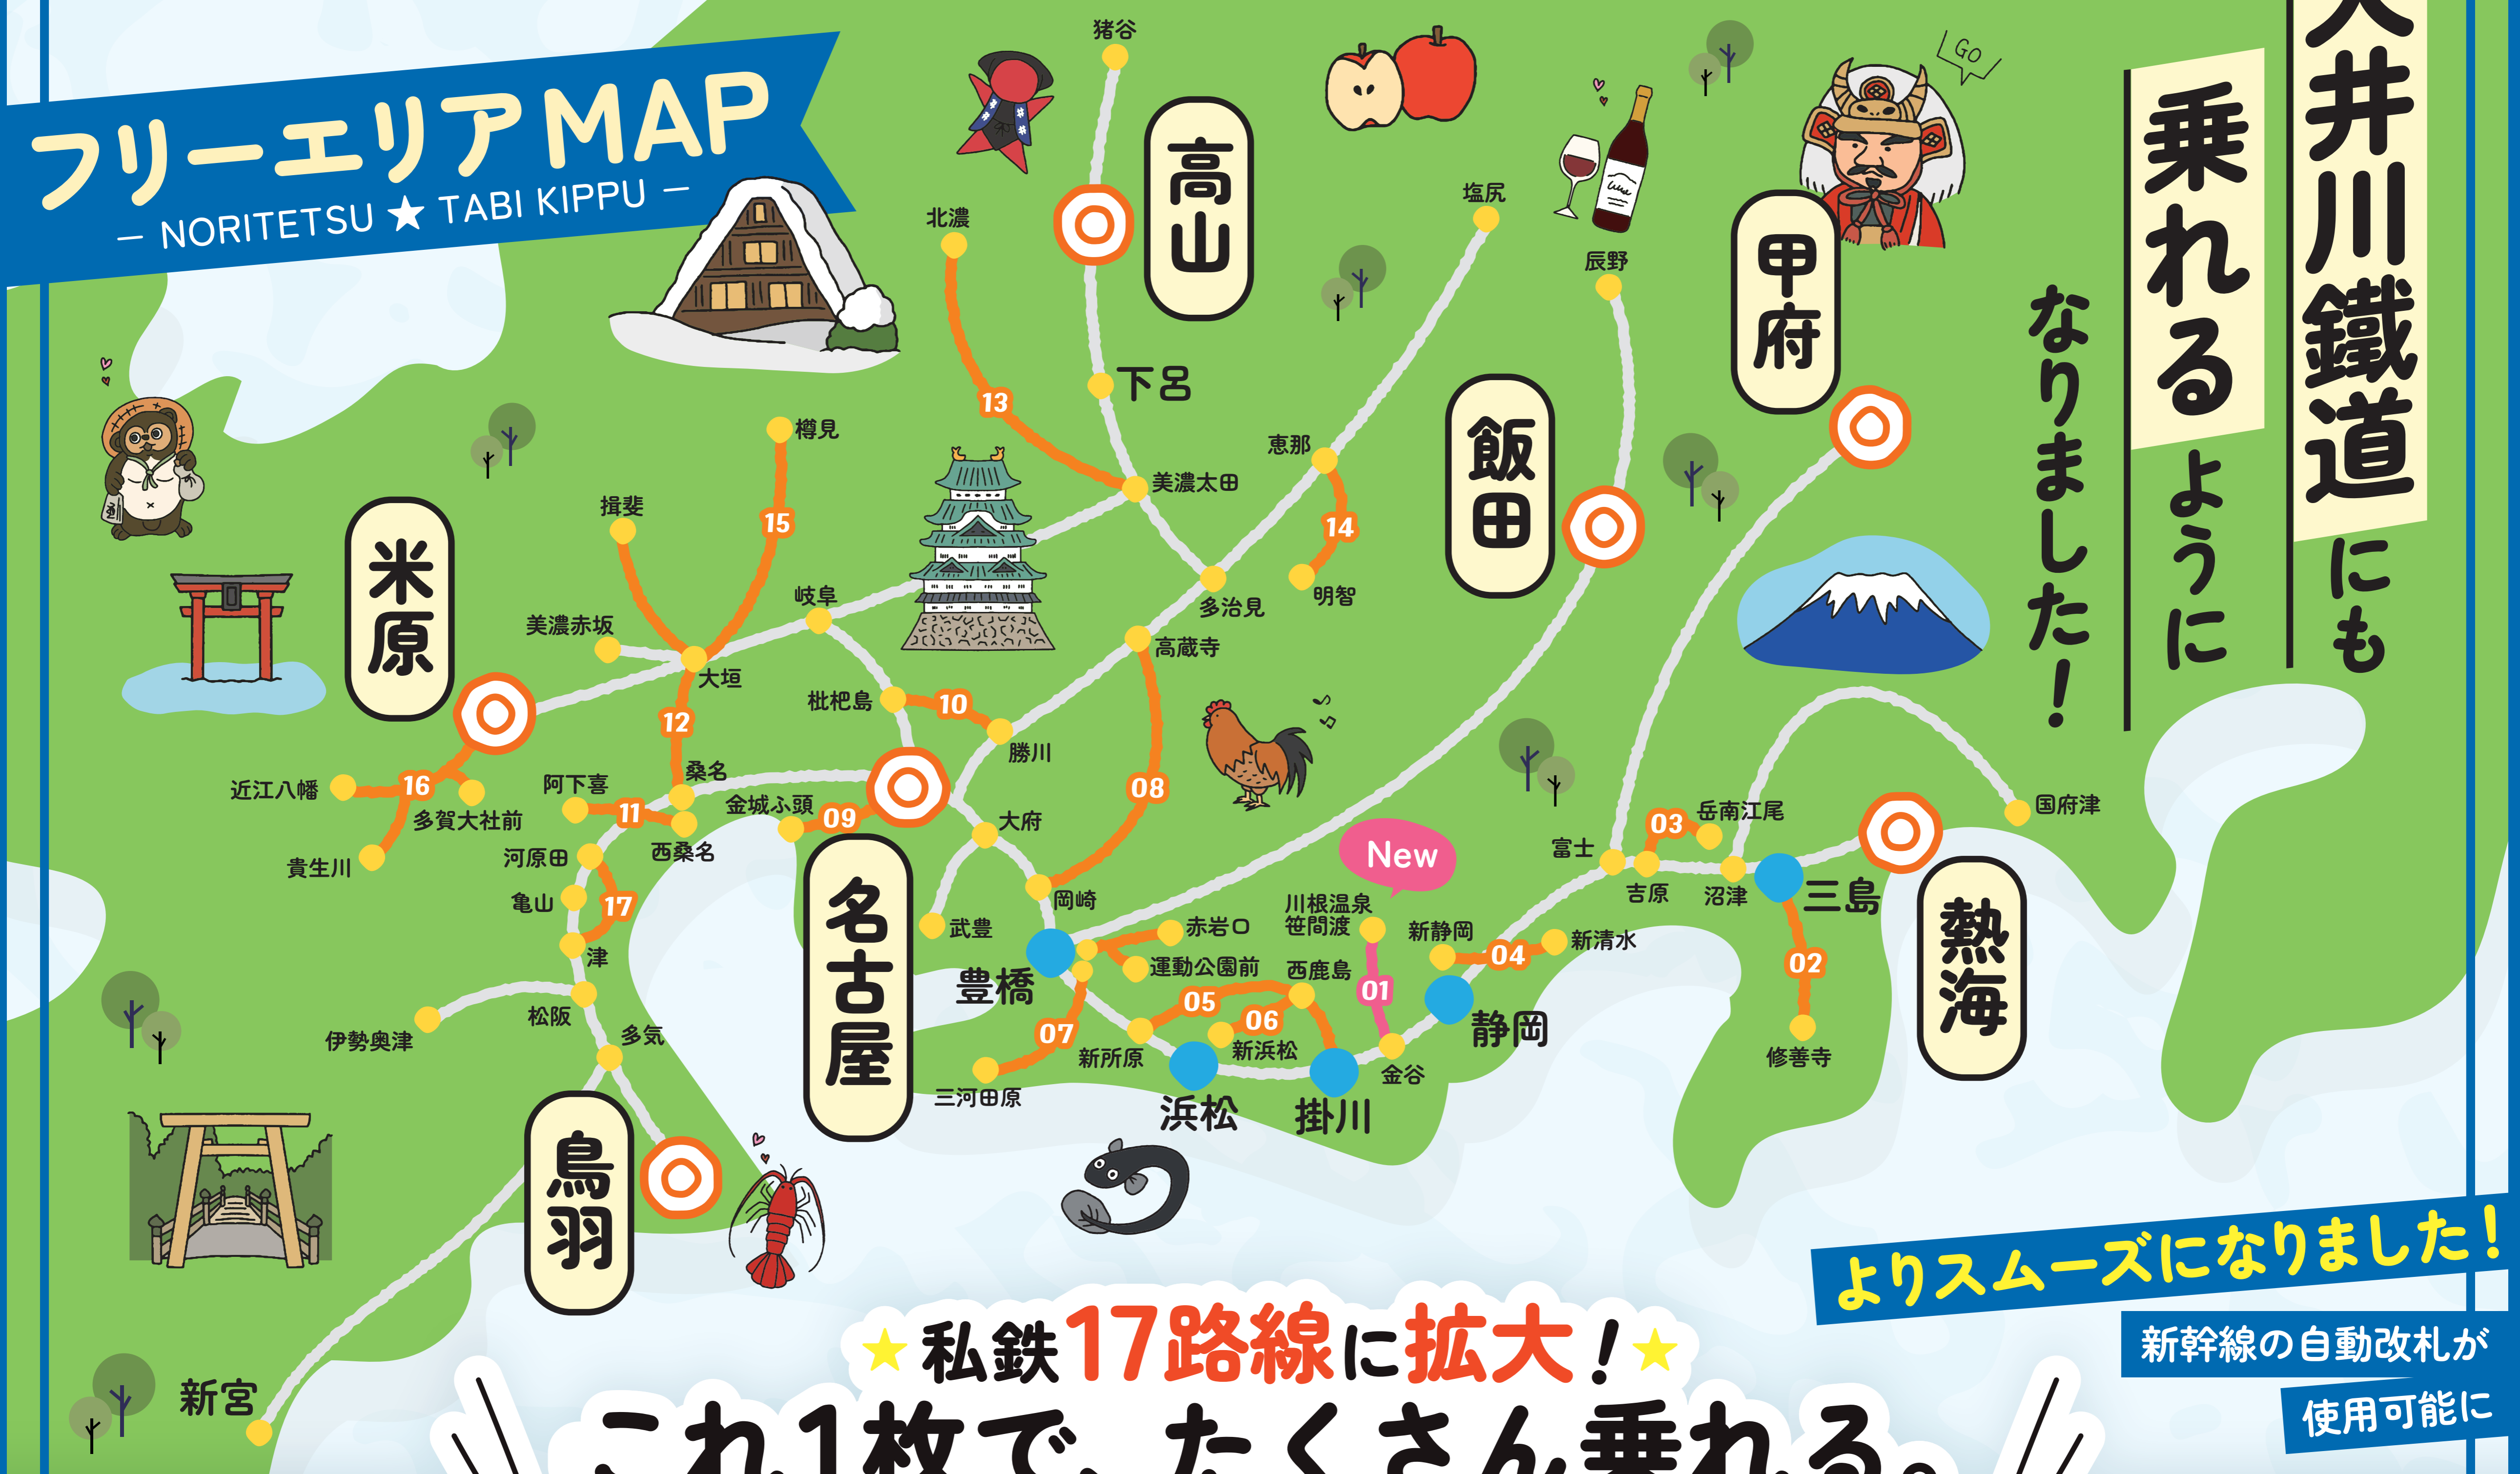 フリーエリアMAP
— NORITETSU ★ TABI KIPPU —
大井川鐵道にも
乗れるように
なりました！
猪谷
高山
GO
北濃
塩尻
辰野
甲府
下呂
13
樽見
恵那
飯田
美濃太田
揖斐
15
14
米原
岐阜
明智
多治見
美濃赤坂
高蔵寺
大垣
枇杷島
10
12
勝川
桑名
近江八幡
16
阿下喜
金城ふ頭
08
国府津
11
09
大府
03
岳南江尾
多賀大社前
西桑名
富士
New
河原田
貴生川
吉原
沼津
三島
岡崎
亀山
17
名古屋
熱海
川根温泉
笹間渡
武豊
赤岩口
新静岡
新清水
津
04
豊橋
運動公園前
西鹿島
02
01
05
松阪
06
静岡
伊勢奥津
多気
07
新所原
新浜松
修善寺
金谷
三河田原
浜松
掛川
鳥羽
新宮
よりスムーズになりました！
新幹線の自動改札が
使用可能に
★私鉄17路線に拡大！★
これ1枚で、たくさん乗れる。